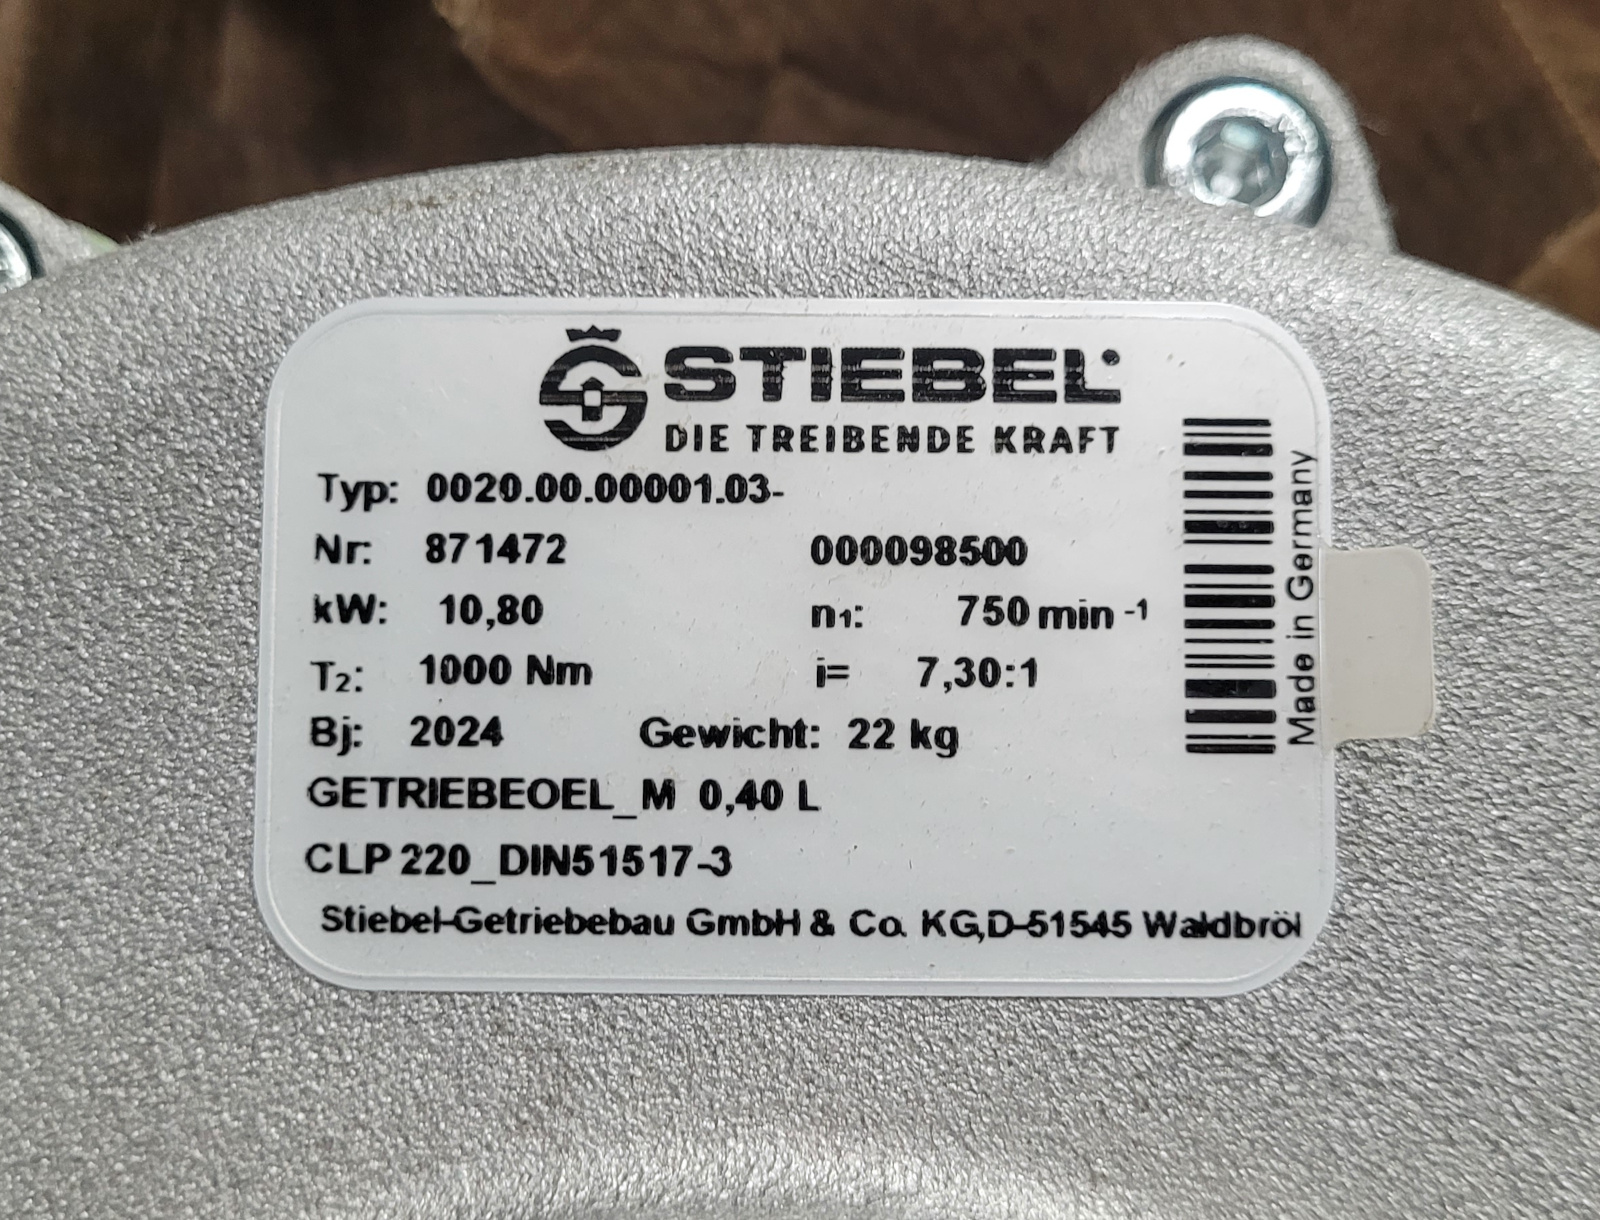 STIEBEL
DIE TREIBENDE KRAFT
Typ: 0020.00.00001.03-
Nr: 871472 000098500
kW: 10,80 n₁: 750 min ⁻¹
T₂: 1000 Nm i= 7,30:1
Bj: 2024 Gewicht: 22 kg
GETRIEBEOEL_M 0,40 L
CLP 220_DIN51517-3
Stiebel-Getriebebau GmbH & Co. KG,D-51545 Waldbröl
Made in Germany